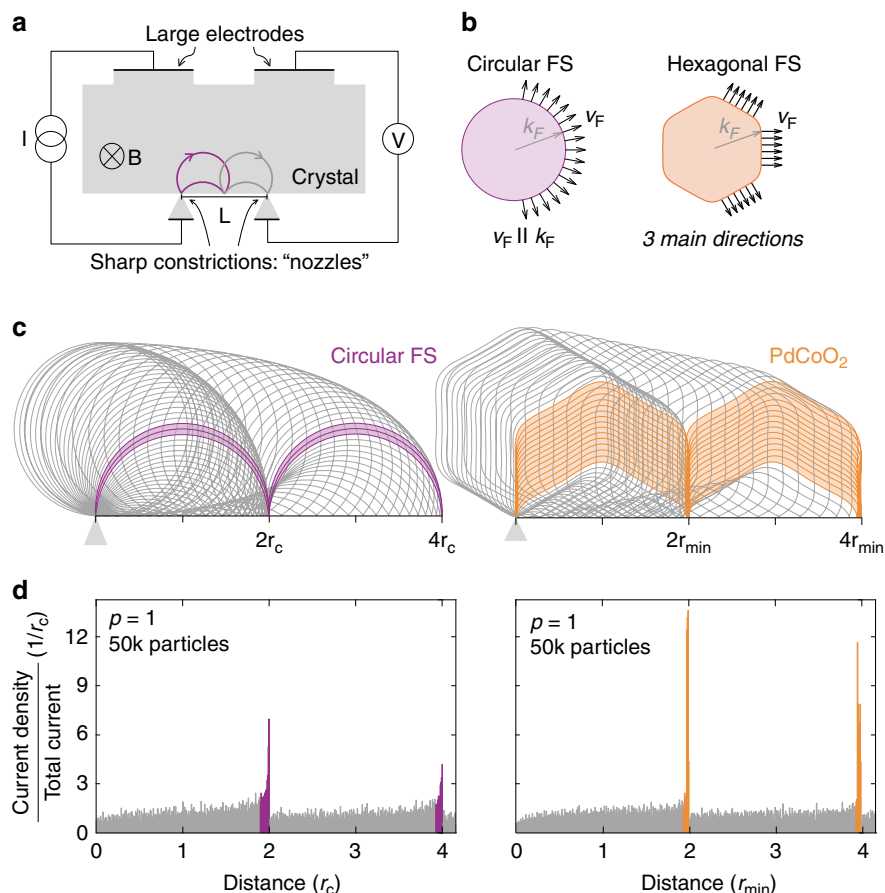 a
Large electrodes
I
B
Crystal
V
L
Sharp constrictions: “nozzles”
b
Circular FS
Hexagonal FS
kF
vF
kF
vF
vF II kF
3 main directions
c
Circular FS
PdCoO2
2rc
4rc
2rmin
4rmin
d
Current density
Total current
(1/rc)
p = 1
50k particles
12
9
6
3
0
0
1
2
3
4
Distance (rc)
p = 1
50k particles
0
1
2
3
4
Distance (rmin)